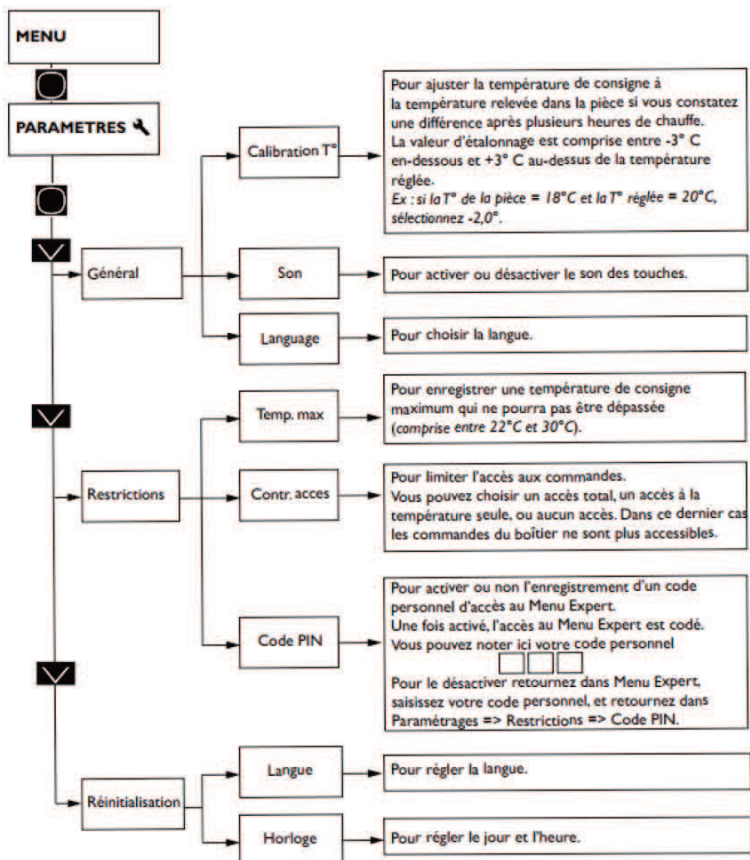 MENU
PARAMETRES
Général
Calibration T°
Pour ajuster la température de consigne à
la température relevée dans la pièce si vous constatez
une différence après plusieurs heures de chauffe.
La valeur d'étalonnage est comprise entre -3° C
en-dessous et +3° C au-dessus de la température
réglée.
Ex : si la T° de la pièce = 18°C et la T° réglée = 20°C,
sélectionnez -2,0°.
Son
Pour activer ou désactiver le son des touches.
Language
Pour choisir la langue.
Restrictions
Temp. max
Pour enregistrer une température de consigne
maximum qui ne pourra pas être dépassée
(comprise entre 22°C et 30°C).
Contr. acces
Pour limiter l'accès aux commandes.
Vous pouvez choisir un accès total, un accès à la
température seule, ou aucun accès. Dans ce dernier cas
les commandes du boîtier ne sont plus accessibles.
Code PIN
Pour activer ou non l'enregistrement d'un code
personnel d'accès au Menu Expert.
Une fois activé, l'accès au Menu Expert est codé.
Vous pouvez noter ici votre code personnel
Pour le désactiver retournez dans Menu Expert,
saisissez votre code personnel, et retournez dans
Paramétrages => Restrictions => Code PIN.
Réinitialisation
Langue
Pour régler la langue.
Horloge
Pour régler le jour et l'heure.